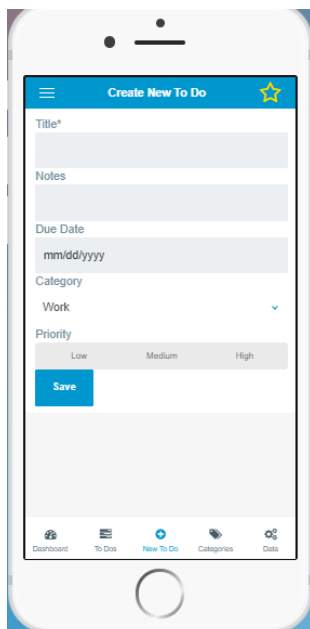 Create New To Do
Title*
Notes
Due Date
mm/dd/yyyy
Category
Work
Priority
Low Medium High
Save
Dashboard To Dos New To Do Categories Data